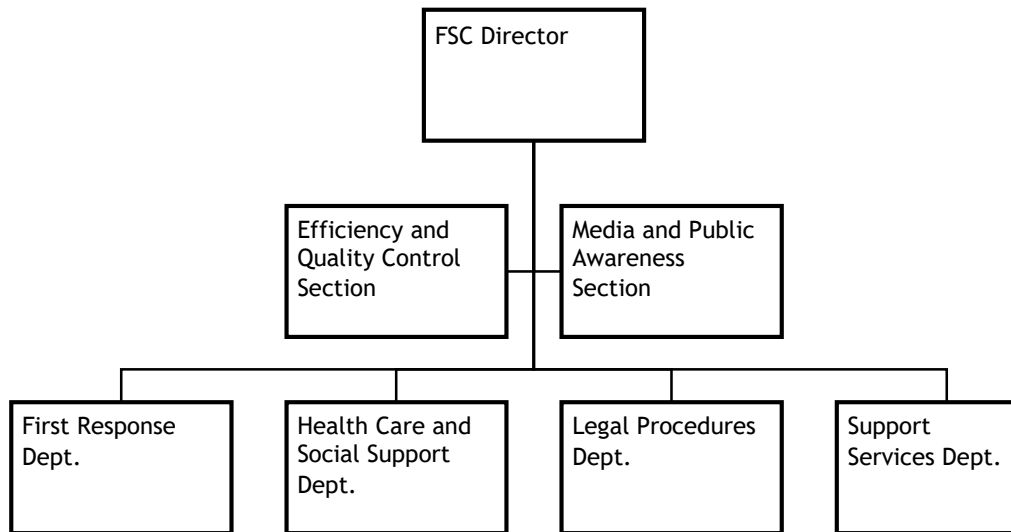 FSC Director
Efficiency and
Quality Control
Section
Media and Public
Awareness
Section
First Response
Dept.
Health Care and
Social Support
Dept.
Legal Procedures
Dept.
Support
Services Dept.